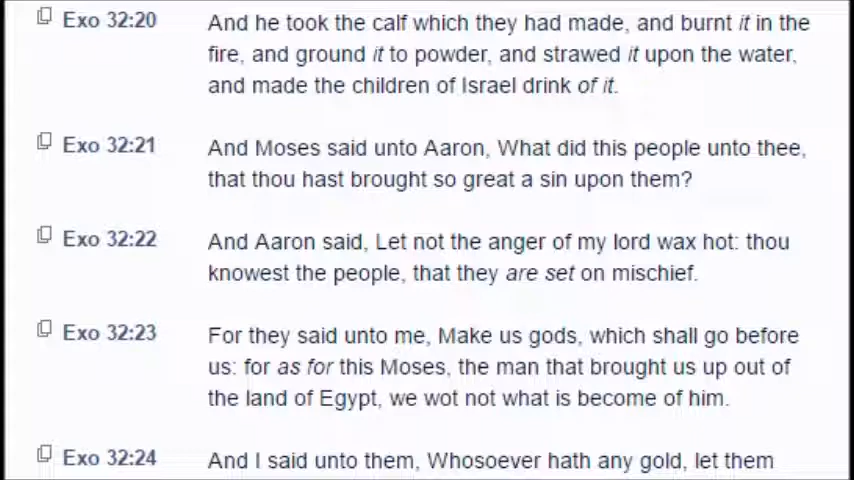 Exo 32:20 And he took the calf which they had made, and burnt it in the
fire, and ground it to powder, and strawed it upon the water,
and made the children of Israel drink of it.
Exo 32:21 And Moses said unto Aaron, What did this people unto thee,
that thou hast brought so great a sin upon them?
Exo 32:22 And Aaron said, Let not the anger of my lord wax hot: thou
knowest the people, that they are set on mischief.
Exo 32:23 For they said unto me, Make us gods, which shall go before
us: for as for this Moses, the man that brought us up out of
the land of Egypt, we wot not what is become of him.
Exo 32:24 And I said unto them, Whosoever hath any gold, let them